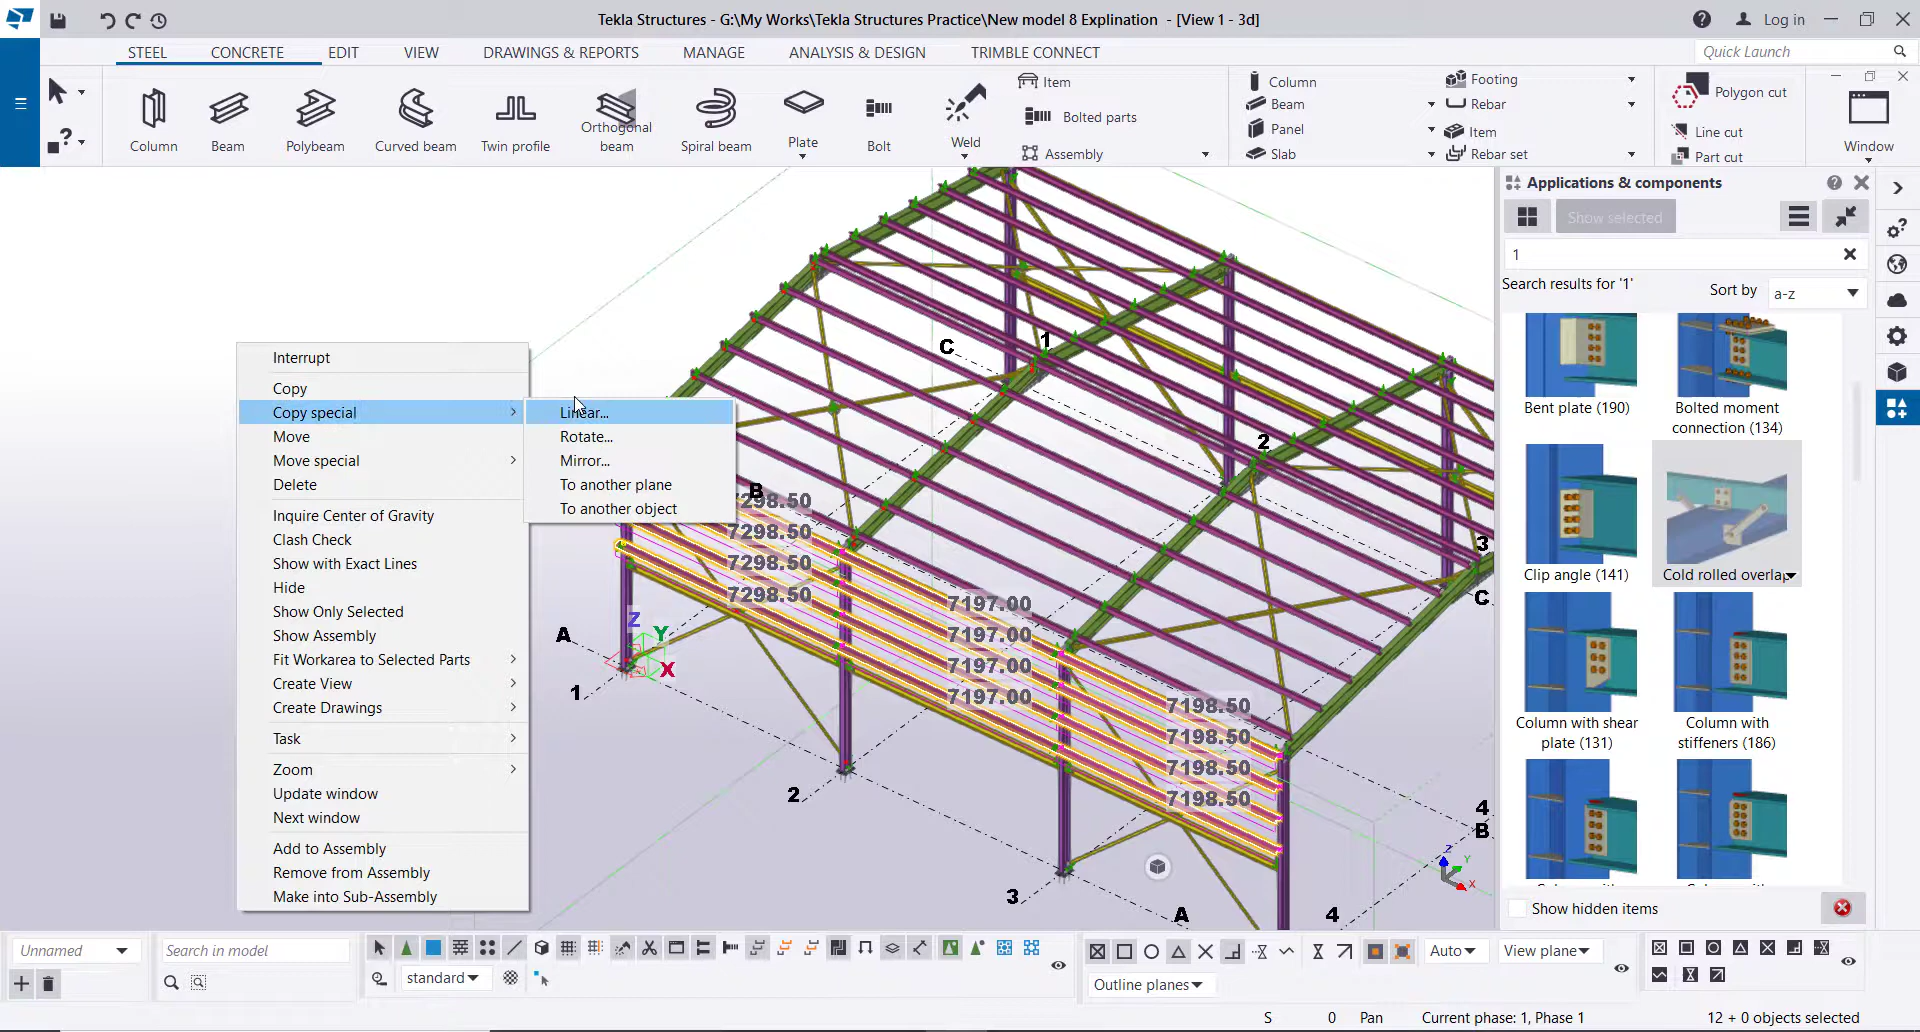 Tekla Structures - G:\My Works\Tekla Structures Practice\New model 8 Explination - [View 1 - 3d]
Log in
STEEL
CONCRETE
EDIT
VIEW
DRAWINGS & REPORTS
MANAGE
ANALYSIS & DESIGN
TRIMBLE CONNECT
Quick Launch
Column
Beam
Polybeam
Curved beam
Twin profile
Orthogonal
beam
Spiral beam
Plate
Bolt
Weld
Item
Bolted parts
Assembly
Column
Beam
Panel
Slab
Footing
Rebar
Item
Rebar set
Polygon cut
Line cut
Part cut
Window
Applications & components
Show selected
1
Search results for '1'
Sort by
a-z
Bent plate (190)
Bolted moment
connection (134)
Clip angle (141)
Cold rolled overlap
Column with shear
plate (131)
Column with
stiffeners (186)
Show hidden items
Interrupt
Copy
Copy special
Move
Move special
Delete
Inquire Center of Gravity
Clash Check
Show with Exact Lines
Hide
Show Only Selected
Show Assembly
Fit Workarea to Selected Parts
Create View
Create Drawings
Task
Zoom
Update window
Next window
Add to Assembly
Remove from Assembly
Make into Sub-Assembly
Linear...
Rotate...
Mirror...
To another plane
To another object
C
1
2
3
C
B
7298.50
7298.50
7298.50
7298.50
7197.00
7197.00
7197.00
7197.00
7198.50
7198.50
7198.50
7198.50
A
Z
Y
X
1
2
3
A
4
4
B
Z
Y
X
Unnamed
Search in model
standard
Auto
View plane
Outline planes
S
0
Pan
Current phase: 1, Phase 1
12 + 0 objects selected